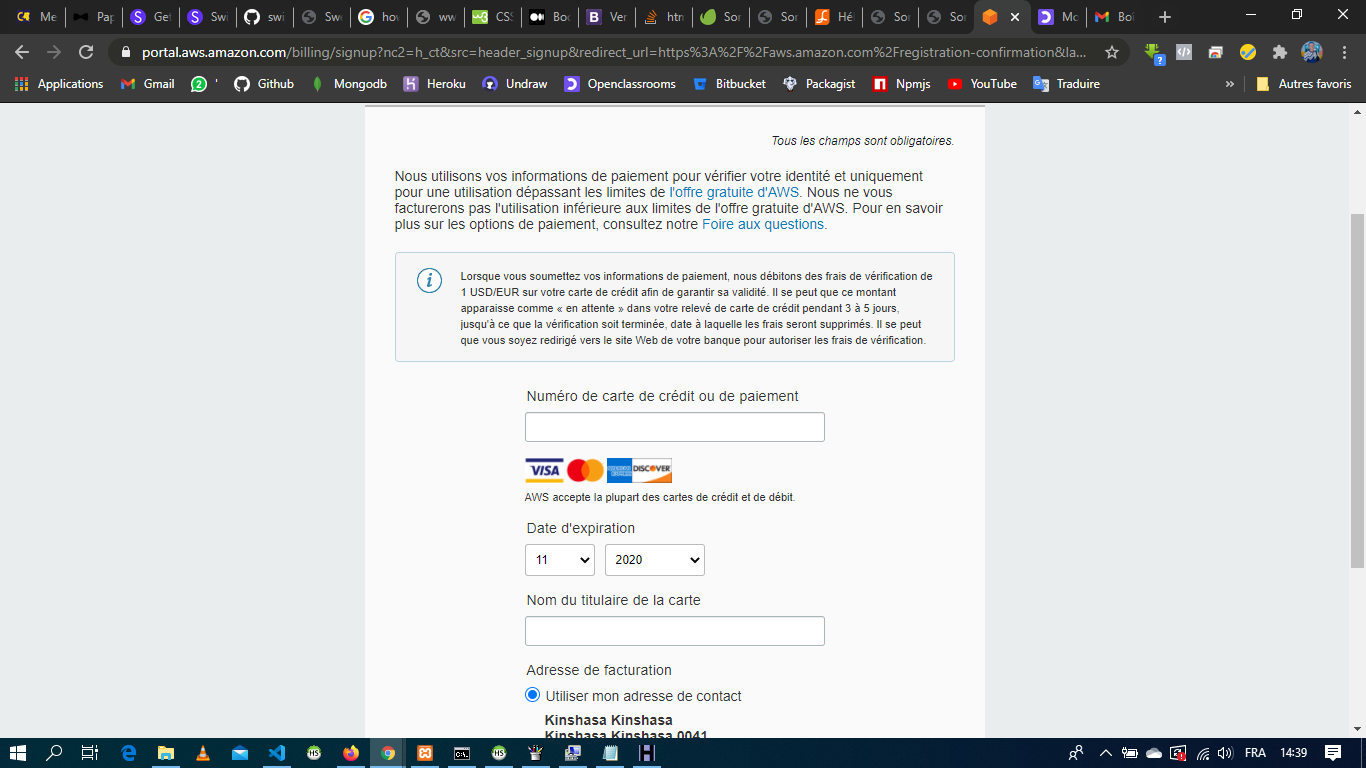 Me
Pap
Get
Swi
swi
Swe
hov
ww
CSS
Boo
Ver
htn
Sor
Sor
Hé
Sor
Sor
Mo
Boî
portal.aws.amazon.com/billing/signup?nc2=h_ct&src=header_signup&redirect_url=https%3A%2F%2Faws.amazon.com%2Fregistration-confirmation&la...
Applications Gmail ' Github Mongodb Heroku Undraw Openclassrooms Bitbucket Packagist Npmjs YouTube Traduire » Autres favoris
Tous les champs sont obligatoires.
Nous utilisons vos informations de paiement pour vérifier votre identité et uniquement
pour une utilisation dépassant les limites de l'offre gratuite d'AWS. Nous ne vous
facturerons pas l'utilisation inférieure aux limites de l'offre gratuite d'AWS. Pour en savoir
plus sur les options de paiement, consultez notre Foire aux questions.
Lorsque vous soumettez vos informations de paiement, nous débitons des frais de vérification de
1 USD/EUR sur votre carte de crédit afin de garantir sa validité. Il se peut que ce montant
apparaisse comme « en attente » dans votre relevé de carte de crédit pendant 3 à 5 jours,
jusqu'à ce que la vérification soit terminée, date à laquelle les frais seront supprimés. Il se peut
que vous soyez redirigé vers le site Web de votre banque pour autoriser les frais de vérification.
Numéro de carte de crédit ou de paiement
VISA DISCOVER
AWS accepte la plupart des cartes de crédit et de débit.
Date d'expiration
11 2020
Nom du titulaire de la carte
Adresse de facturation
Utiliser mon adresse de contact
Kinshasa Kinshasa
Kinshasa Kinshasa 0041
FRA 14:39